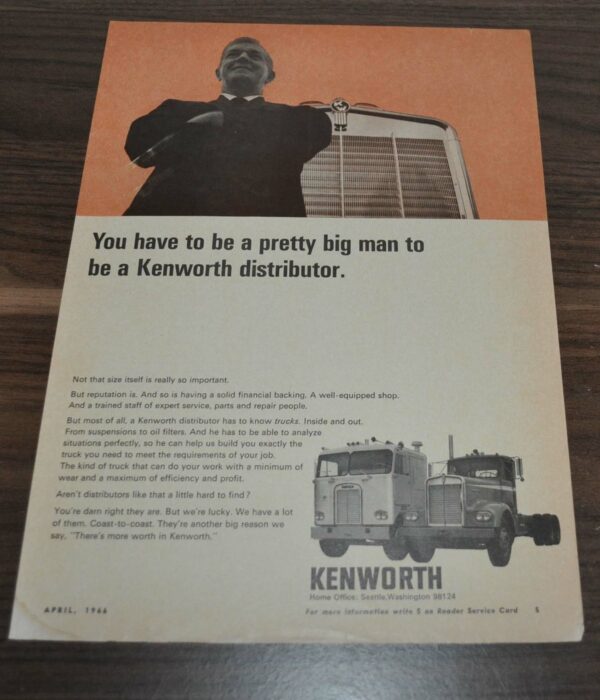 You have to be a pretty big man to
be a Kenworth distributor.
Not that size itself is really so important.
But reputation is. And so is having a solid financial backing. A well-equipped shop.
And a trained staff of expert service, parts and repair people.
But most of all, a Kenworth distributor has to know trucks. Inside and out.
From suspensions to oil filters. And he has to be able to analyze
situations perfectly, so he can help us build you exactly the
truck you need to meet the requirements of your job.
The kind of truck that can do your work with a minimum of
wear and a maximum of efficiency and profit.
Aren't distributors like that a little hard to find?
You're darn right they are. But we're lucky. We have a lot
of them. Coast-to-coast. They're another big reason we
say, "There's more worth in Kenworth."
KENWORTH
Home Office: Seattle, Washington 98124
APRIL, 1966
For more information write 5 on Reader Service Card 5